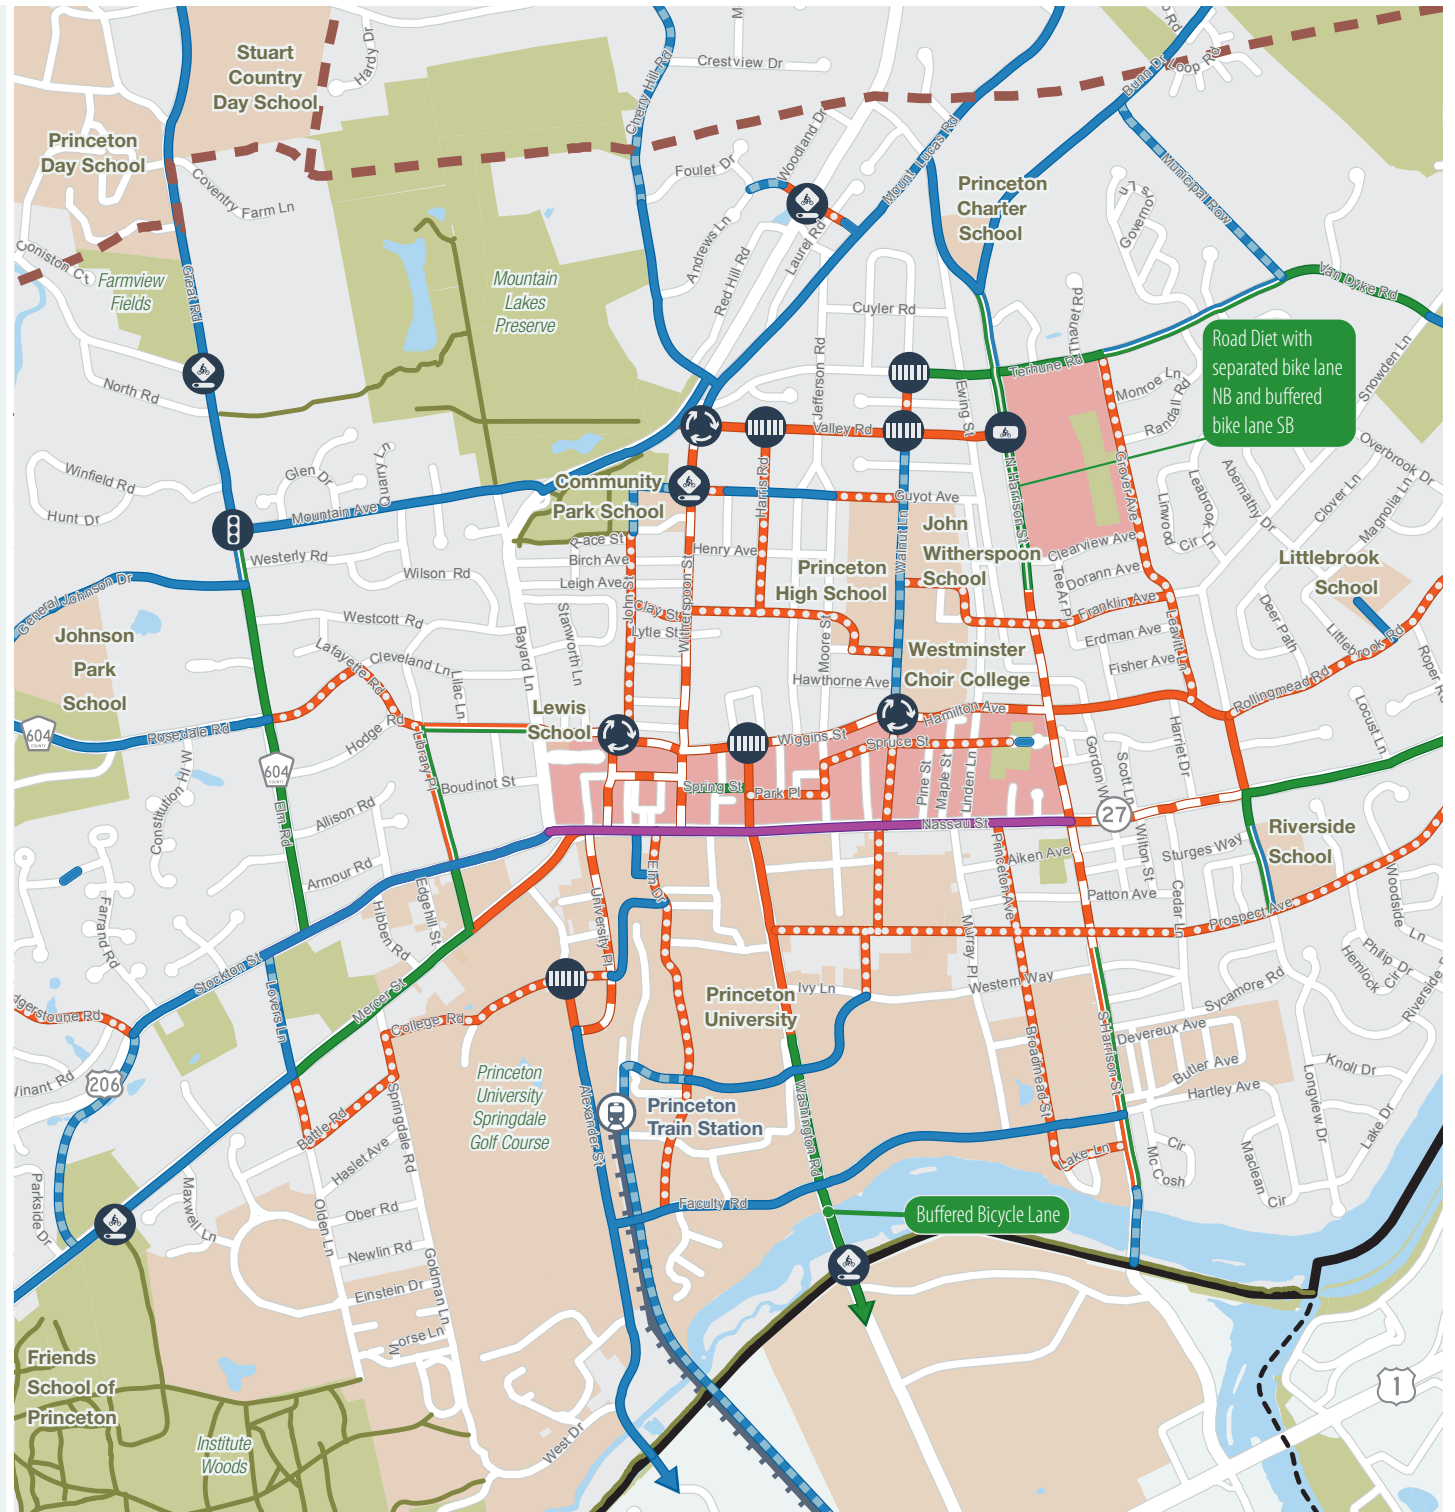 Stuart
Country
Day School
Hardy Dr
Princeton
Day School
Coventry Farm Ln
Coniston Ct
Farmview
Fields
Great Rd
North Rd
Mountain
Lakes
Preserve
Cherry Hill Rd
Crestview Dr
Foulet Dr
Woodland Dr
Andrews Ln
Red Hill Rd
Laurel Rd
Mount Lucas Rd
Bunn Dr
Loop Rd
Princeton
Charter
School
Municipal Row
Van Dyke Rd
Cuyler Rd
Jefferson Rd
Ewing St
Thanet Rd
Terhune Rd
Road Diet with
separated bike lane
NB and buffered
bike lane SB
Snowden Ln
Monroe Ln
Randall Rd
Valley Rd
Winfield Rd
Hunt Dr
Glen Dr
Quarry Ln
Mountain Ave
Community
Park School
Harris Rd
Guyot Ave
Walnut Ln
N Harrison St
Grover Ave
Linwood Cir
Leabrook Ln
Abernathy Dr
Clover Ln
Magnolia Ln
Overbrook Dr
Westerly Rd
Wilson Rd
Race St
Birch Ave
Leigh Ave
Henry Ave
John St
Witherspoon St
Clay St
Lytle St
Princeton
High School
John
Witherspoon
School
Clearview Ave
Dorann Ave
Franklin Ave
Erdman Ave
Fisher Ave
Leavitt Ln
Littlebrook
School
Deer Path
Littlebrook Rd
Rollingmead Rd
General Johnson Dr
Johnson
Park
School
Westcott Rd
Lafayette Rd
Cleveland Ln
Lilac Ln
Bayard Ln
Stanworth Ln
Moore St
Hawthorne Ave
Westminster
Choir College
Lewis
School
604
COUNTY
Rosedale Rd
Hodge Rd
Library Pl
Boudinot St
Wiggins St
Hamilton Ave
Spruce St
Spring St
Park Pl
Pine St
Maple St
Linden Ln
Harriet Dr
Scott Ln
Locust Ln
604
COUNTY
Elm Rd
Allison Rd
Armour Rd
Nassau St
27
Riverside
School
Aiken Ave
Patton Ave
Wilton St
Cedar Ln
Sturges Way
Prospect Ave
Woodside Ln
Farrand Rd
Hibben Rd
Edgehill St
University Pl
Elm Dr
Princeton Ave
Murray Pl
Stockton St
Lovers Ln
Mercer St
College Rd
Princeton
University
Ivy Ln
Western Way
Sycamore Rd
Philip Dr
Hemlock Cir
206
Battle Rd
Springdale Rd
Haslet Ave
Princeton
University
Springdale
Golf Course
Alexander St
Princeton
Train Station
Washington Rd
Broadmead St
S Harrison St
Devereux Ave
Butler Ave
Hartley Ave
Knoll Dr
Longview Dr
Lake Dr
Lake Ln
Mc Cosh Cir
Maclean Cir
Faculty Rd
Buffered Bicycle Lane
Parkside Dr
Maxwell Ln
Olden Ln
Ober Rd
Newlin Rd
Einstein Dr
Goldman Ln
Morse Ln
Friends
School of
Princeton
Institute
Woods
West Dr
1